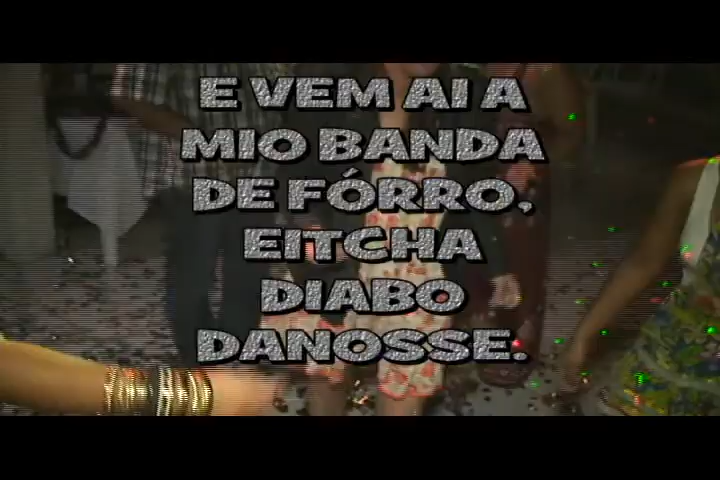 E VEM AI A
MIO BANDA
DE FÓRRO,
EITCHA
DIABO
DANOSSE.